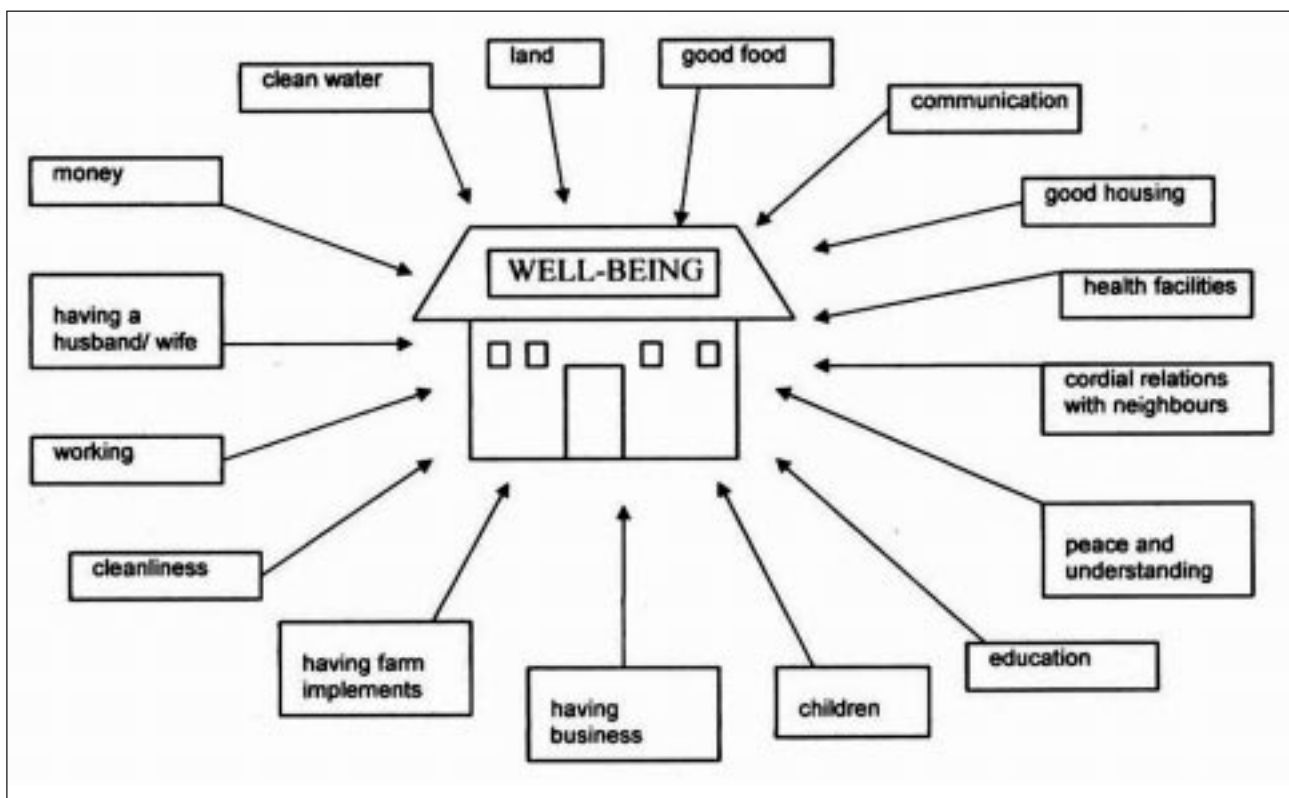 land
good food
clean water
communication
money
good housing
WELL-BEING
health facilities
having a
husband/ wife
cordial relations
with neighbours
working
peace and
understanding
cleanliness
having farm
implements
education
having
business
children